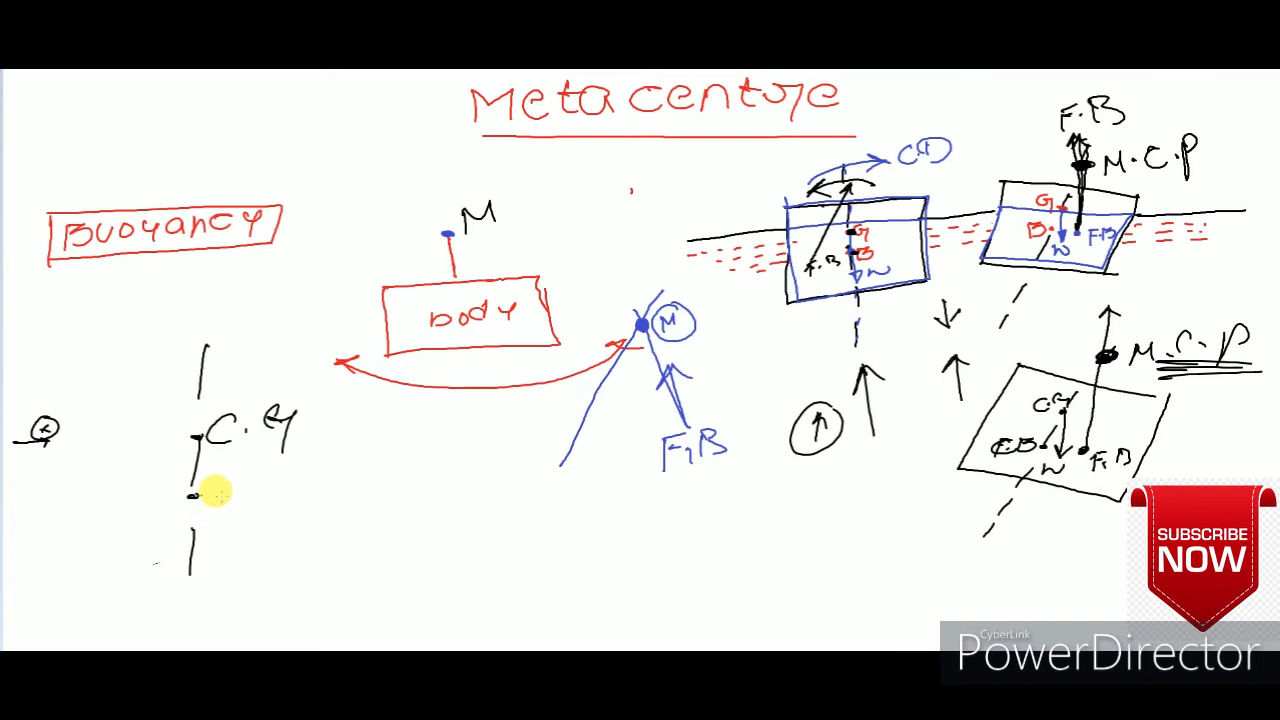 Metacentre
F.B
M.C.P
C(+)
Buoyancy
M
G
B
F.B
W
G
B
F.B
W
body
M
F.B
M.C.P
C.G
C.G
F.B
F.B
W
SUBSCRIBE
NOW
CyberLink
PowerDirector